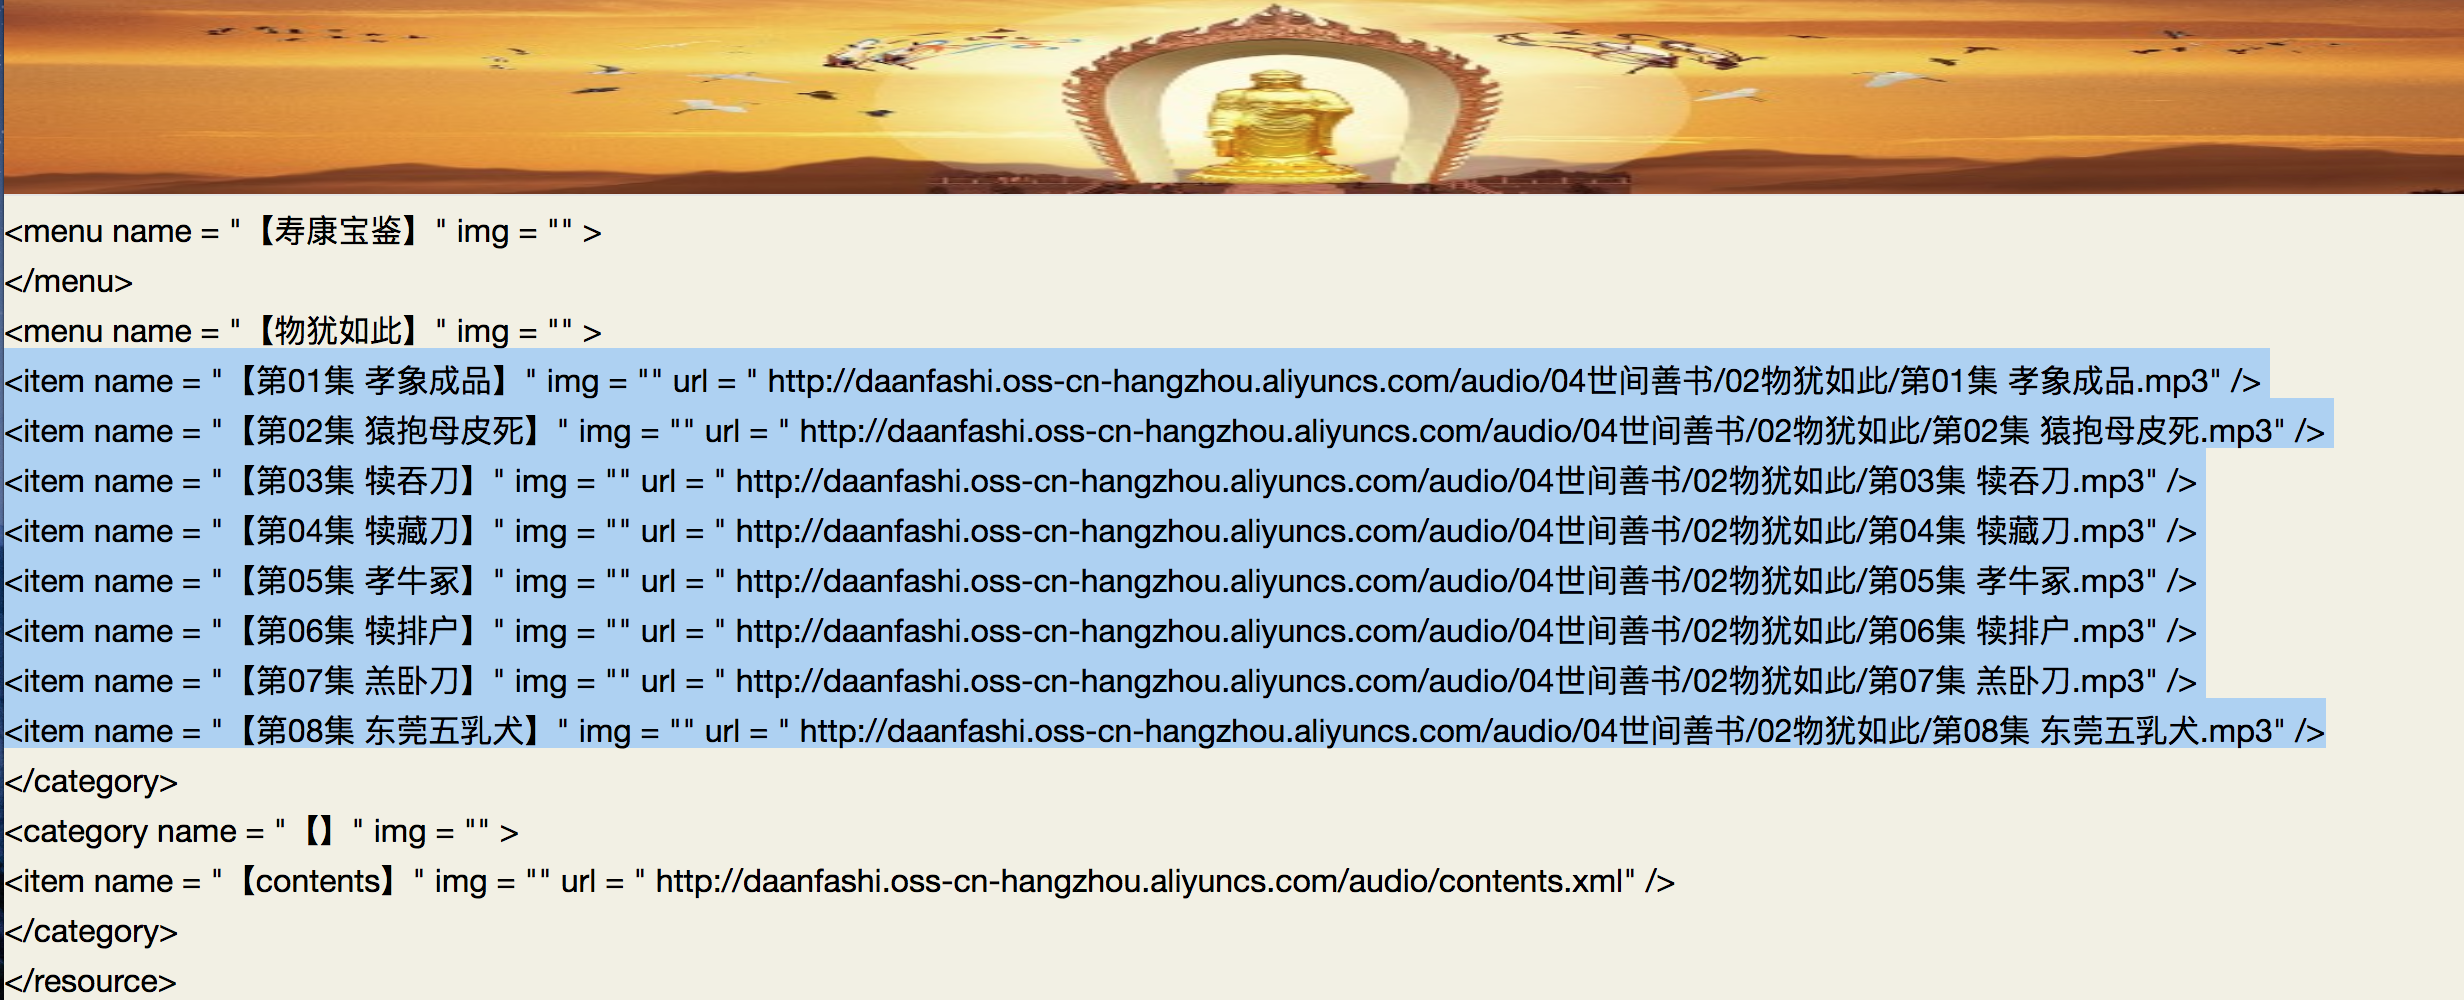 <menu name = "【寿康宝鉴】" img = "" >
</menu>
<menu name = "【物犹如此】" img = "" >
<item name = "【第01集 孝象成品】" img = "" url = " http://daanfashi.oss-cn-hangzhou.aliyuncs.com/audio/04世间善书/02物犹如此/第01集 孝象成品.mp3" />
<item name = "【第02集 猿抱母皮死】" img = "" url = " http://daanfashi.oss-cn-hangzhou.aliyuncs.com/audio/04世间善书/02物犹如此/第02集 猿抱母皮死.mp3" />
<item name = "【第03集 犊吞刀】" img = "" url = " http://daanfashi.oss-cn-hangzhou.aliyuncs.com/audio/04世间善书/02物犹如此/第03集 犊吞刀.mp3" />
<item name = "【第04集 犊藏刀】" img = "" url = " http://daanfashi.oss-cn-hangzhou.aliyuncs.com/audio/04世间善书/02物犹如此/第04集 犊藏刀.mp3" />
<item name = "【第05集 孝牛冢】" img = "" url = " http://daanfashi.oss-cn-hangzhou.aliyuncs.com/audio/04世间善书/02物犹如此/第05集 孝牛冢.mp3" />
<item name = "【第06集 犊排户】" img = "" url = " http://daanfashi.oss-cn-hangzhou.aliyuncs.com/audio/04世间善书/02物犹如此/第06集 犊排户.mp3" />
<item name = "【第07集 羔卧刀】" img = "" url = " http://daanfashi.oss-cn-hangzhou.aliyuncs.com/audio/04世间善书/02物犹如此/第07集 羔卧刀.mp3" />
<item name = "【第08集 东莞五乳犬】" img = "" url = " http://daanfashi.oss-cn-hangzhou.aliyuncs.com/audio/04世间善书/02物犹如此/第08集 东莞五乳犬.mp3" />
</category>
<category name = "【】" img = "" >
<item name = "【contents】" img = "" url = " http://daanfashi.oss-cn-hangzhou.aliyuncs.com/audio/contents.xml" />
</category>
</resource>